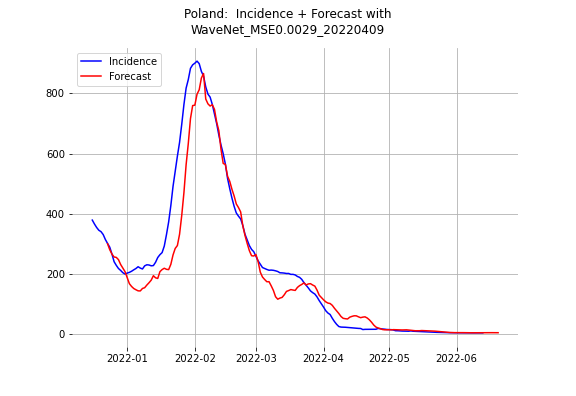 Poland:  Incidence + Forecast with
WaveNet_MSE0.0029_20220409
Incidence
Forecast
800
600
400
200
0
2022-01
2022-02
2022-03
2022-04
2022-05
2022-06